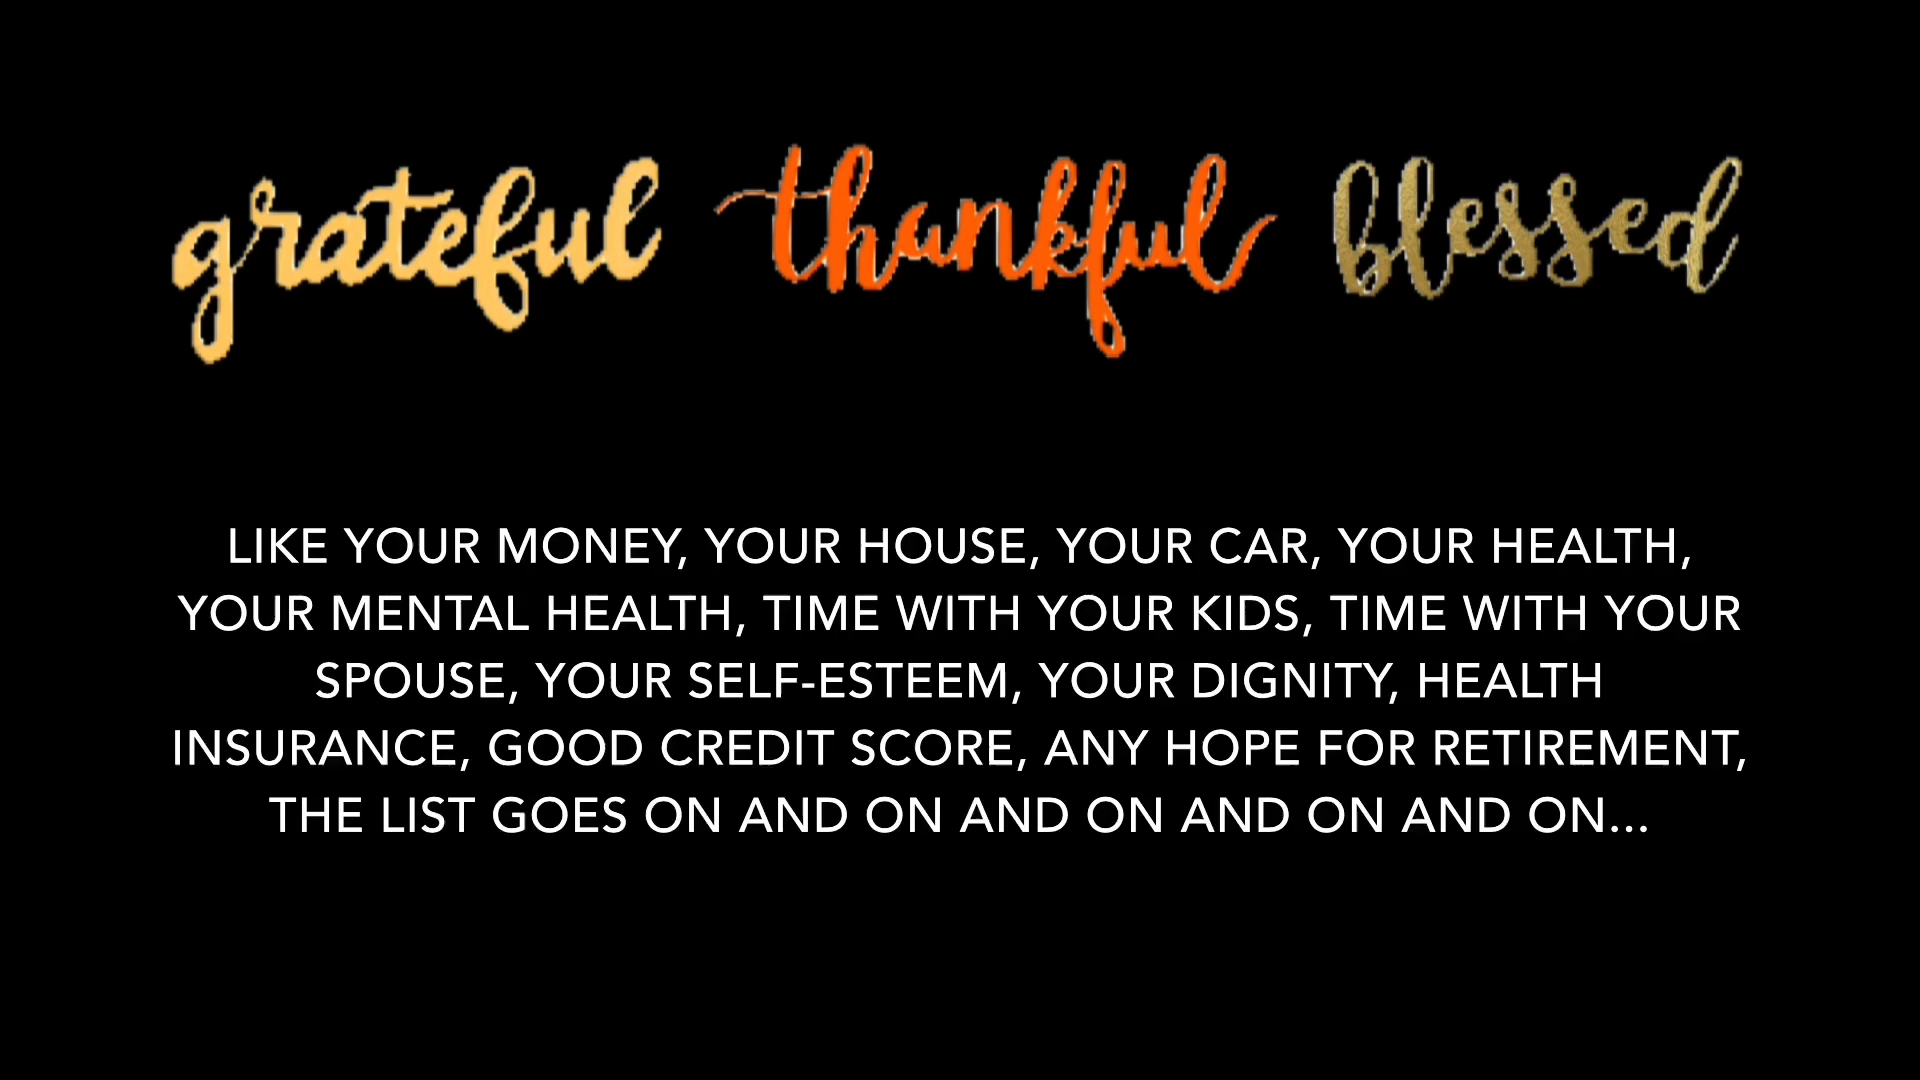 grateful thankful blessed
LIKE YOUR MONEY, YOUR HOUSE, YOUR CAR, YOUR HEALTH,
YOUR MENTAL HEALTH, TIME WITH YOUR KIDS, TIME WITH YOUR
SPOUSE, YOUR SELF-ESTEEM, YOUR DIGNITY, HEALTH
INSURANCE, GOOD CREDIT SCORE, ANY HOPE FOR RETIREMENT,
THE LIST GOES ON AND ON AND ON AND ON AND ON...